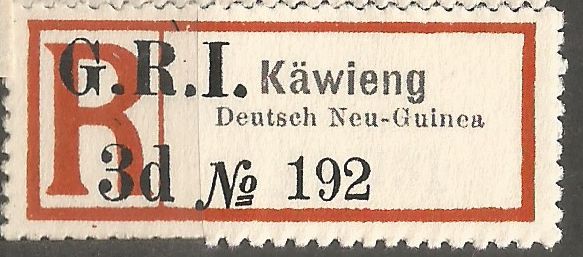 R
G.R.I. Käwieng
Deutsch Neu-Guinea
3d № 192